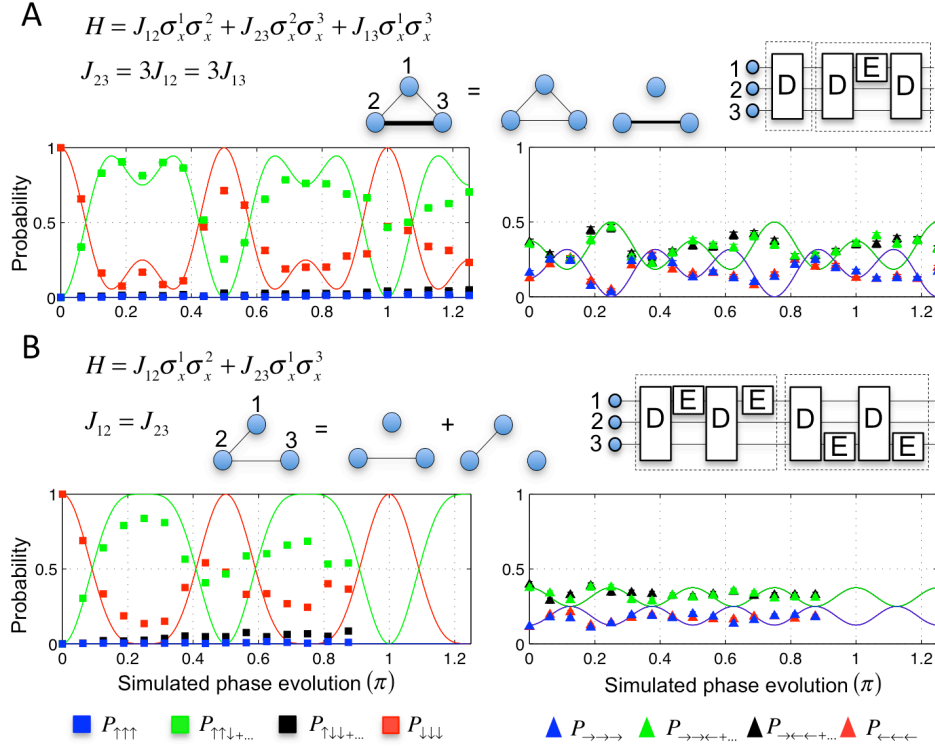 A
H = J₁₂σₓ¹σₓ² + J₂₃σₓ²σₓ³ + J₁₃σₓ¹σₓ³
J₂₃ = 3J₁₂ = 3J₁₃
1
2 3
=
1
2
3
D D E D
Probability
1
0.5
0
0 0.2 0.4 0.6 0.8 1 1.2
1
0.5
0
0 0.2 0.4 0.6 0.8 1 1.2
B
H = J₁₂σₓ¹σₓ² + J₂₃σₓ¹σₓ³
J₁₂ = J₂₃
1
2 3
= +
1
2
3
D E D E D E D E
Probability
1
0.5
0
0 0.2 0.4 0.6 0.8 1 1.2
Simulated phase evolution (π)
1
0.5
0
0 0.2 0.4 0.6 0.8 1 1.2
Simulated phase evolution (π)
P↑↑↑ P↑↑↓+... P↑↓↓+... P↓↓↓
P→→→ P→→←+... P→←←+... P←←←